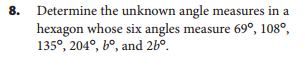 8. Determine the unknown angle measures in a
hexagon whose six angles measure 69°, 108°,
135°, 204°, b°, and 2b°.